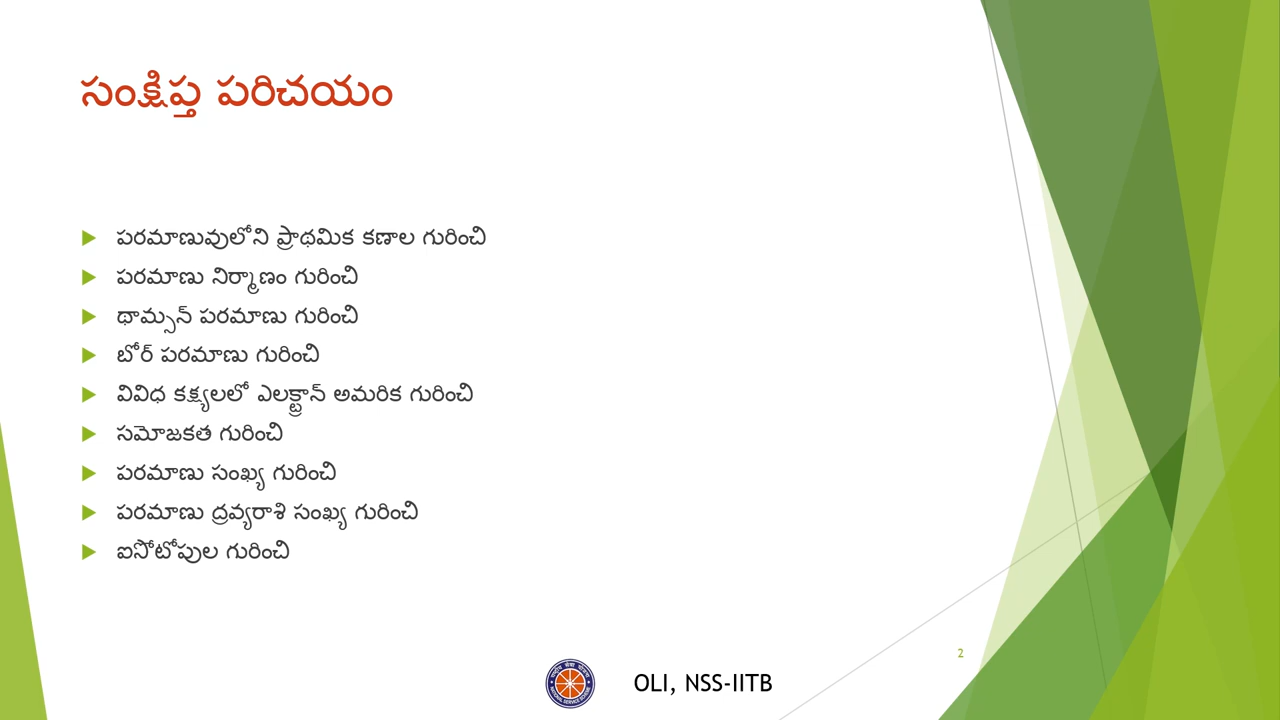 సంక్షిప్త పరిచయం
పరమాణువులోని ప్రాథమిక కణాల గురించి
పరమాణు నిర్మాణం గురించి
థామ్సన్ పరమాణు గురించి
బోర్ పరమాణు గురించి
వివిధ కక్ష్యలలో ఎలక్ట్రాన్ అమరిక గురించి
సమోజకత గురించి
పరమాణు సంఖ్య గురించి
పరమాణు ద్రవ్యరాశి సంఖ్య గురించి
ఐసోటోపుల గురించి
2
OLI, NSS-IITB